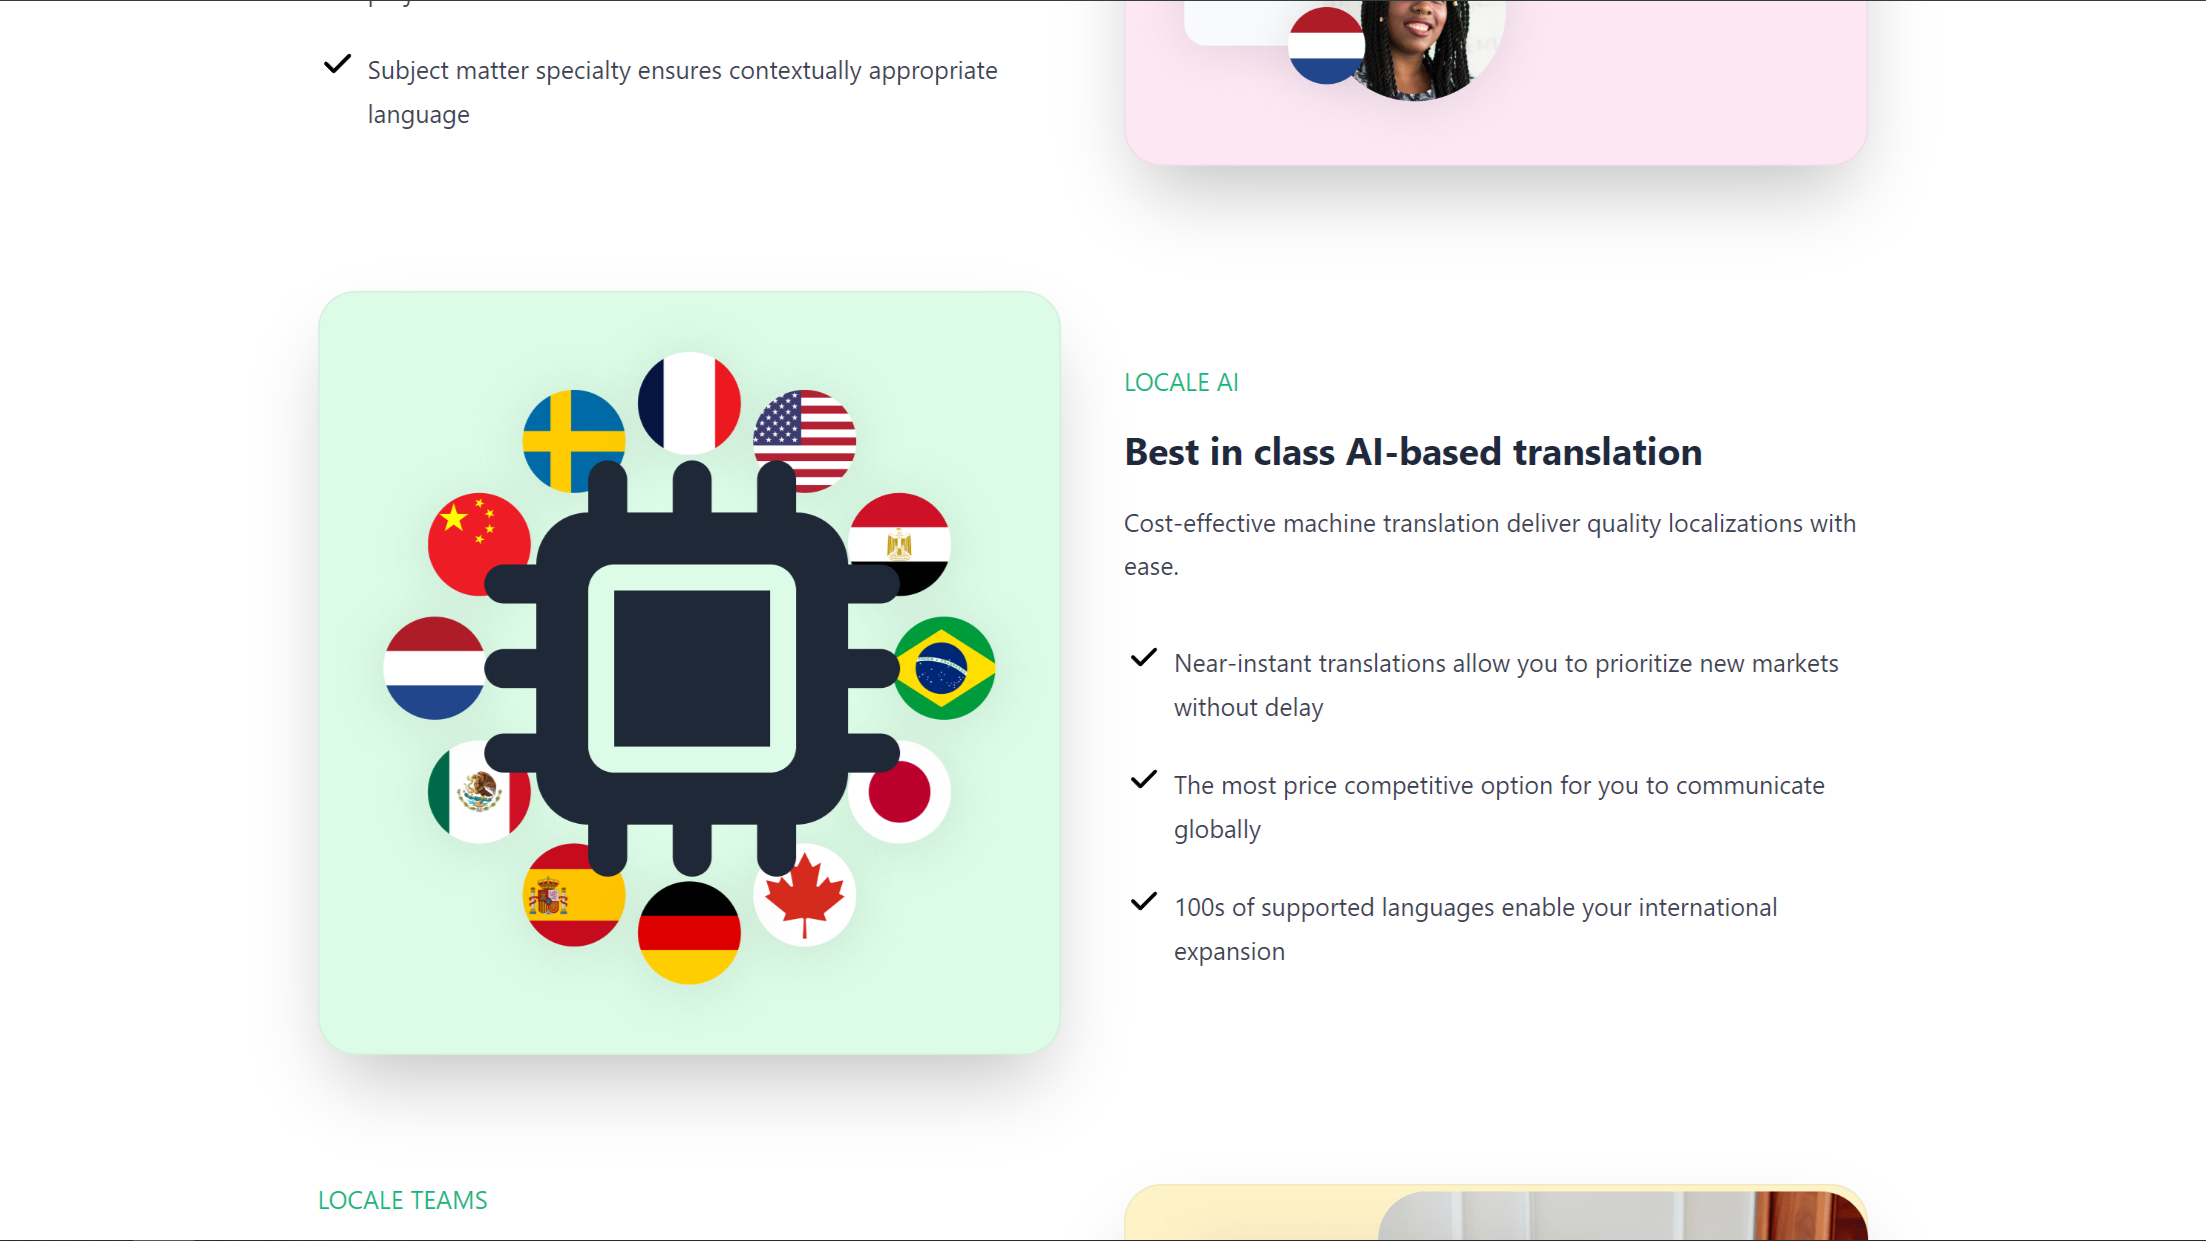 Subject matter specialty ensures contextually appropriate
language
LOCALE AI
Best in class AI-based translation
Cost-effective machine translation deliver quality localizations with
ease.
Near-instant translations allow you to prioritize new markets
without delay
The most price competitive option for you to communicate
globally
100s of supported languages enable your international
expansion
LOCALE TEAMS